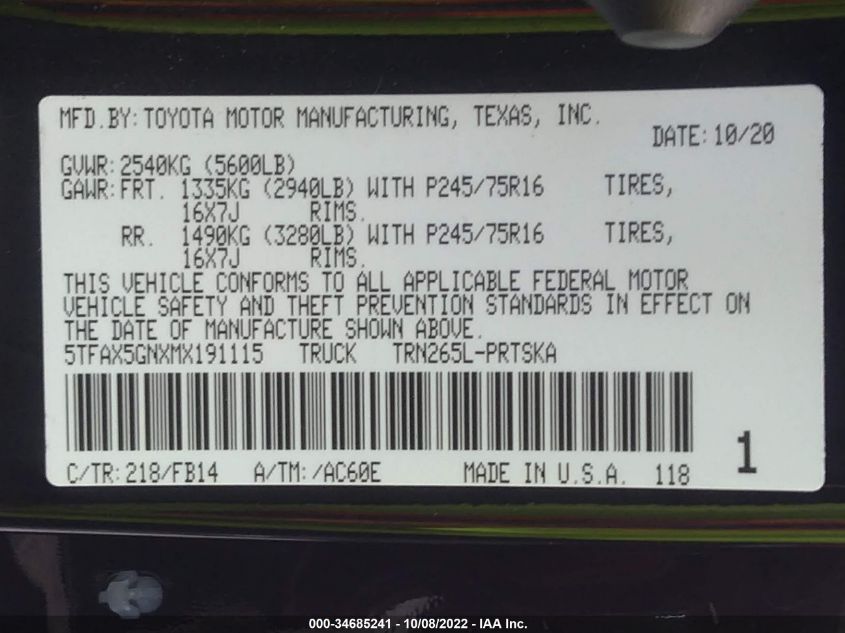 MFD.BY: TOYOTA MOTOR MANUFACTURING, TEXAS, INC.
DATE: 10/20
GVWR: 2540KG (5600LB)
GAWR: FRT. 1335KG (2940LB) WITH P245/75R16 TIRES,
16X7J RIMS.
RR. 1490KG (3280LB) WITH P245/75R16 TIRES,
16X7J RIMS.
THIS VEHICLE CONFORMS TO ALL APPLICABLE FEDERAL MOTOR
VEHICLE SAFETY AND THEFT PREVENTION STANDARDS IN EFFECT ON
THE DATE OF MANUFACTURE SHOWN ABOVE.
5TFAX5GNXMX191115 TRUCK TRN265L-PRTSKA
C/TR: 218/FB14 A/TM: /AC60E MADE IN U.S.A. 118 1
000-34685241 - 10/08/2022 - IAA Inc.